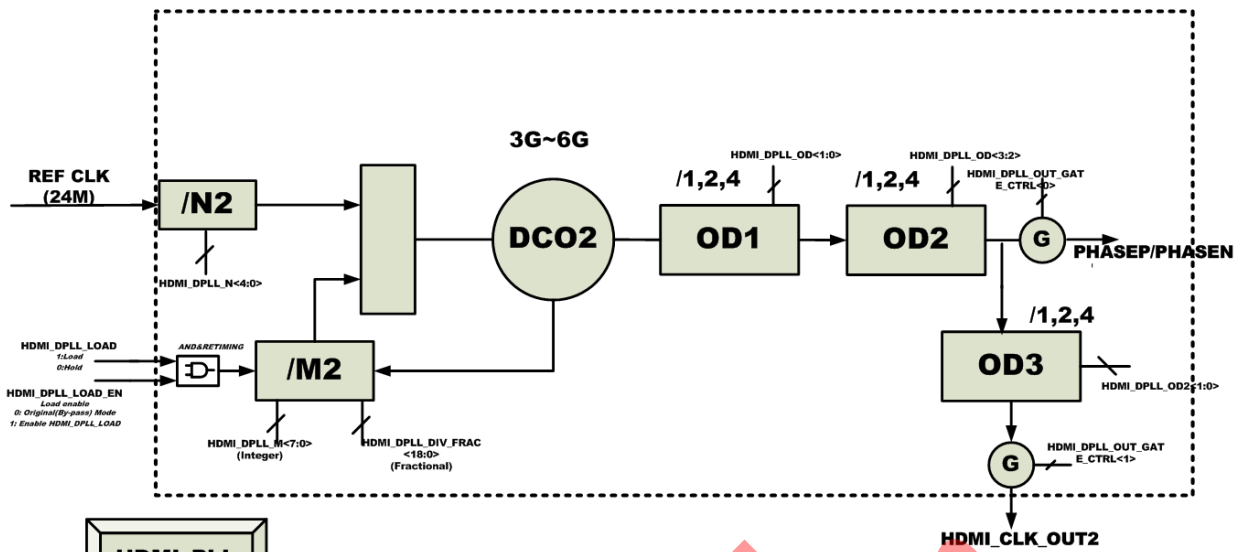 3G~6G
HDMI_DPLL_OD<1:0>
HDMI_DPLL_OD<3:2>
REF CLK
(24M)
/N2
/1,2,4
/1,2,4
HDMI_DPLL_OUT_GAT
E_CTRL<0>
DCO2
OD1
OD2
G
PHASEP/PHASEN
HDMI_DPLL_N<4:0>
HDMI_DPLL_LOAD
1:Load
0:Hold
AND&RETIMING
/M2
/1,2,4
OD3
HDMI_DPLL_OD2<1:0>
HDMI_DPLL_LOAD_EN
Load enable
0: Original(By-pass) Mode
1: Enable HDMI_DPLL_LOAD
HDMI_DPLL_M<7:0>
(Integer)
HDMI_DPLL_DIV_FRAC
<18:0>
(Fractional)
G
HDMI_DPLL_OUT_GAT
E_CTRL<1>
HDMI_CLK_OUT2
HDMI PLL